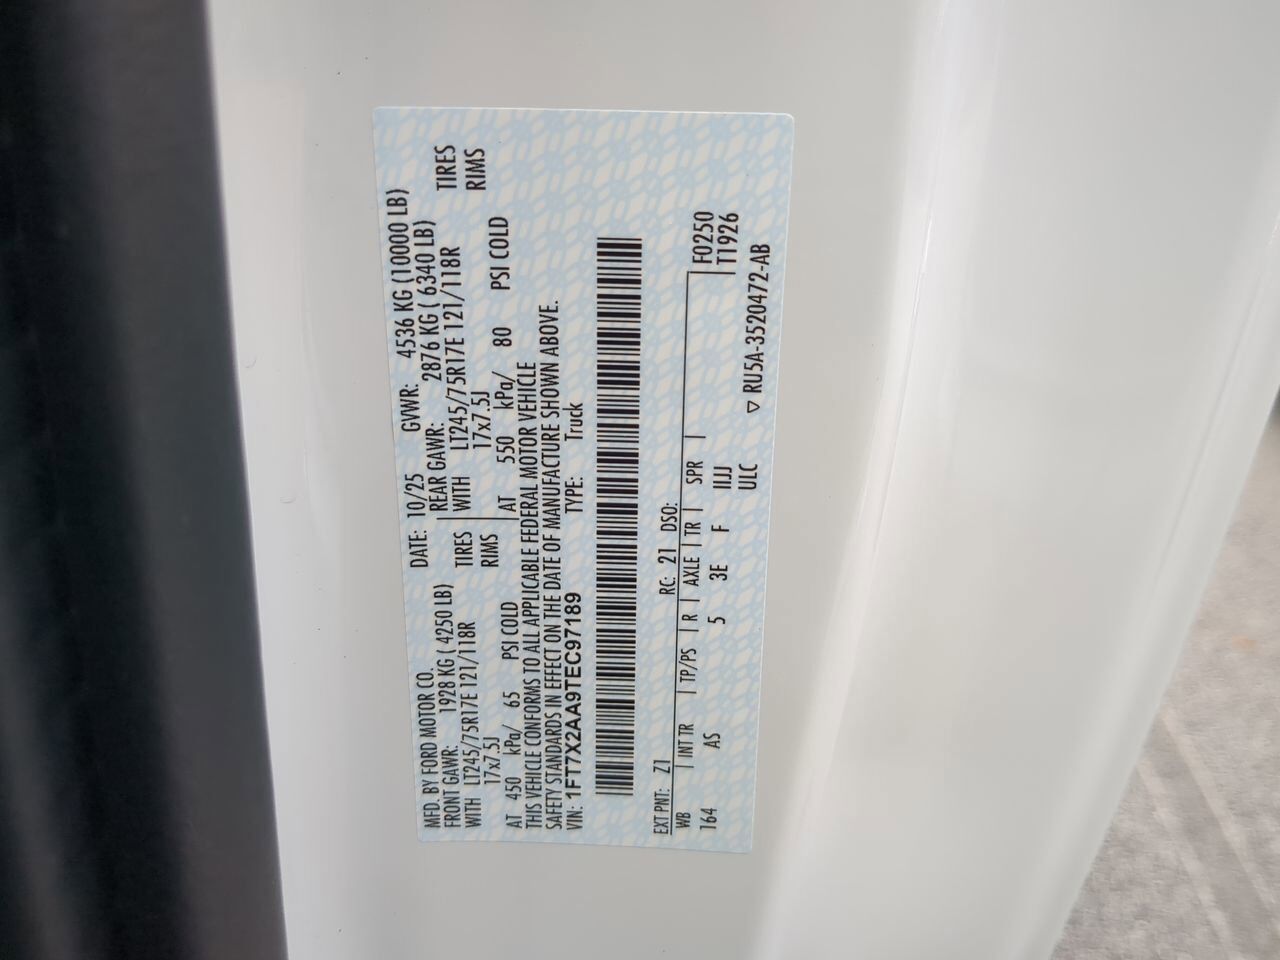 MFD. BY FORD MOTOR CO. DATE: 10/25 GVWR: 4536 KG (10000 LB)
FRONT GAWR: 1928 KG ( 4250 LB) REAR GAWR: 2876 KG ( 6340 LB)
WITH LT245/75R17E 121/118R TIRES WITH LT245/75R17E 121/118R TIRES
17x7.5J RIMS 17x7.5J RIMS
AT 450 kPa/ 65 PSI COLD AT 550 kPa/ 80 PSI COLD
THIS VEHICLE CONFORMS TO ALL APPLICABLE FEDERAL MOTOR VEHICLE
SAFETY STANDARDS IN EFFECT ON THE DATE OF MANUFACTURE SHOWN ABOVE.
VIN: 1FT7X2AA9TEC97189 TYPE: Truck
EXT PNT: Z1 RC: 21 DSO:
WB | INT TR | TP/PS | R | AXLE | TR | SPR | F0250
164 AS 5 3E F IIJJ T1926
ULC ▽ RU5A-3520472-AB